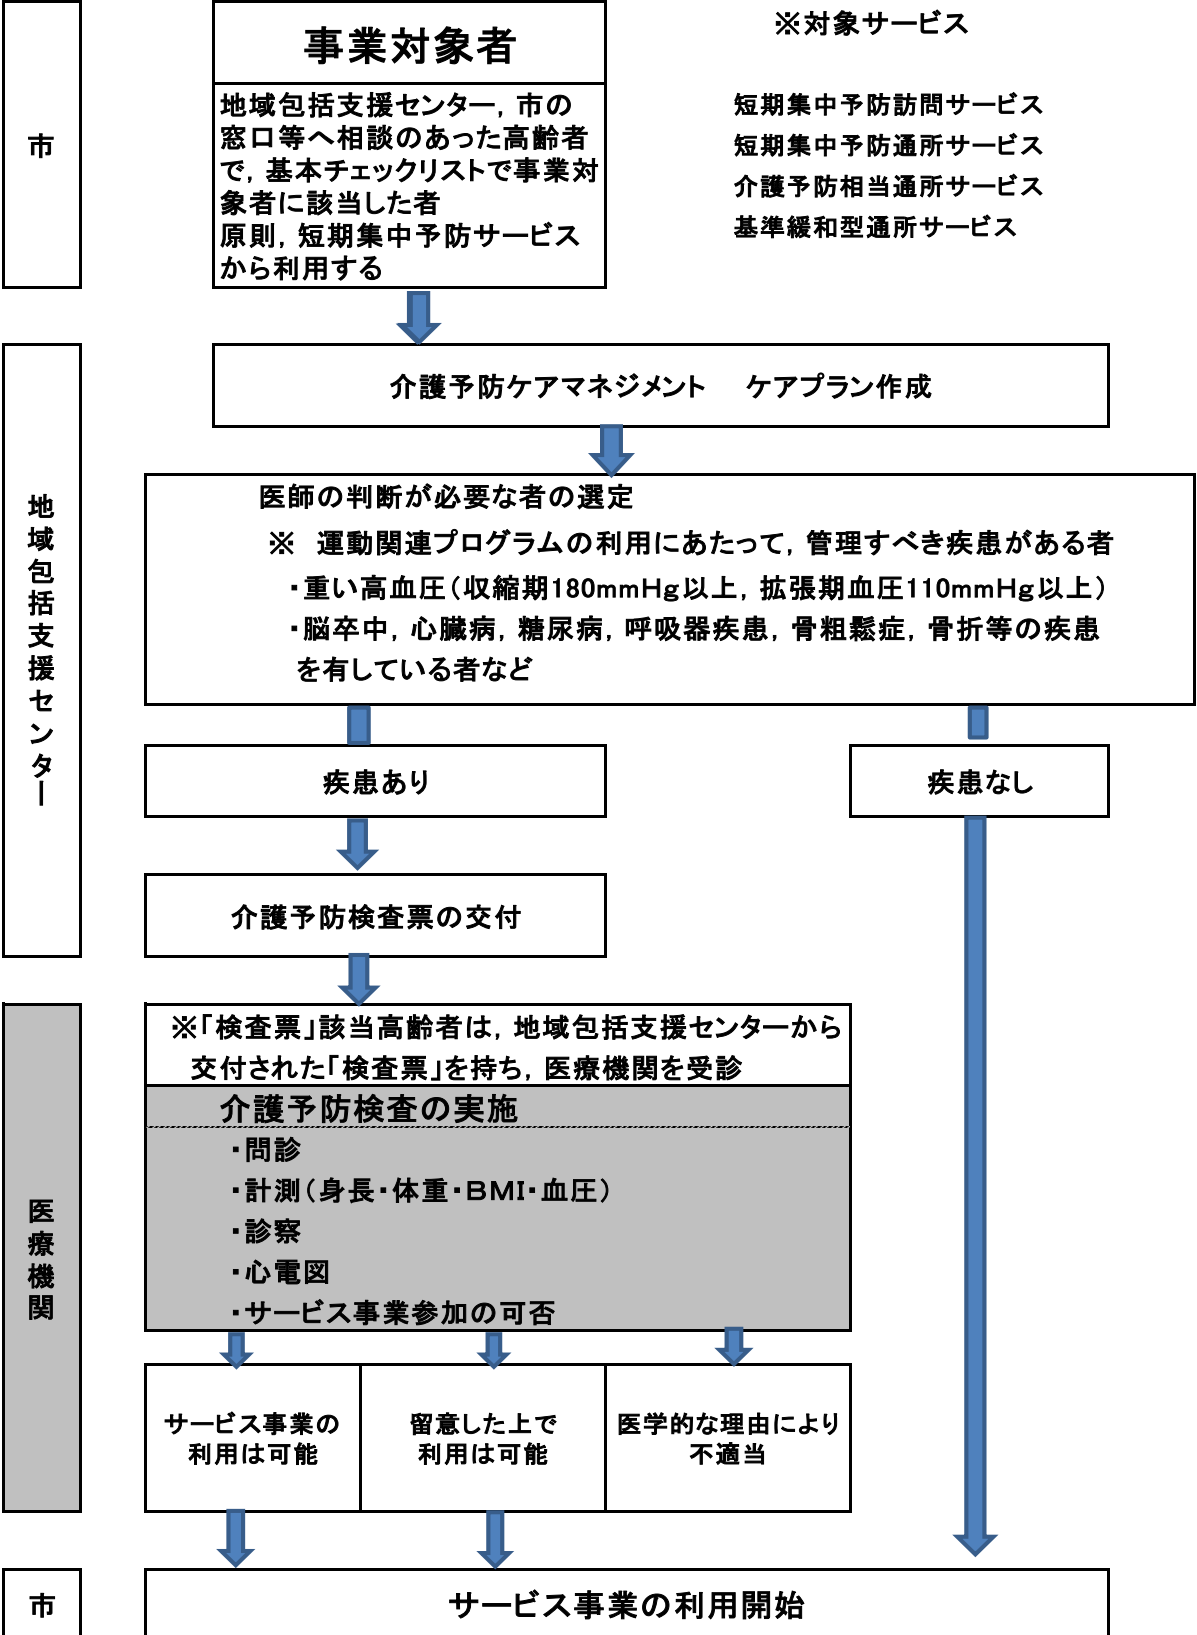 市
事業対象者
地域包括支援センター，市の
窓口等へ相談のあった高齢者
で，基本チェックリストで事業対
象者に該当した者
原則，短期集中予防サービス
から利用する
※対象サービス
短期集中予防訪問サービス
短期集中予防通所サービス
介護予防相当通所サービス
基準緩和型通所サービス
地域包括支援センター
介護予防ケアマネジメント　ケアプラン作成
医師の判断が必要な者の選定
※　運動関連プログラムの利用にあたって，管理すべき疾患がある者
・重い高血圧（収縮期180mmHg以上，拡張期血圧110mmHg以上）
・脳卒中，心臓病，糖尿病，呼吸器疾患，骨粗鬆症，骨折等の疾患
を有している者など
疾患あり
疾患なし
介護予防検査票の交付
医療機関
※「検査票」該当高齢者は，地域包括支援センターから
交付された「検査票」を持ち，医療機関を受診
介護予防検査の実施
・問診
・計測（身長・体重・BMI・血圧）
・診察
・心電図
・サービス事業参加の可否
サービス事業の
利用は可能
留意した上で
利用は可能
医学的な理由により
不適当
市
サービス事業の利用開始